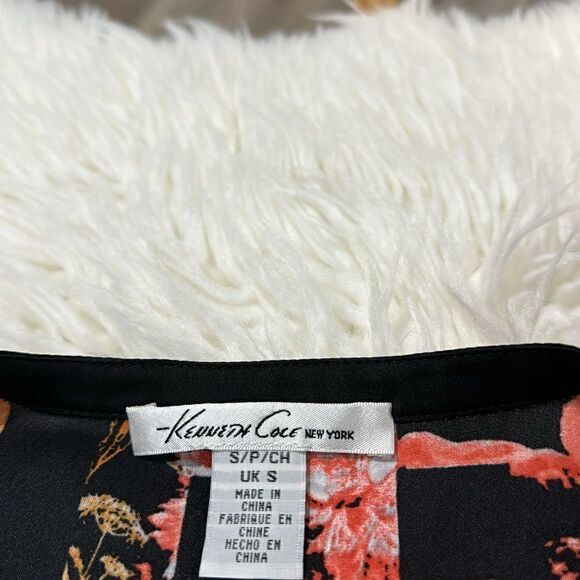 Kenneth Cole NEW YORK
S/P/CH
UK S
MADE IN
CHINA
FABRIQUE EN
CHINE
HECHO EN
CHINA